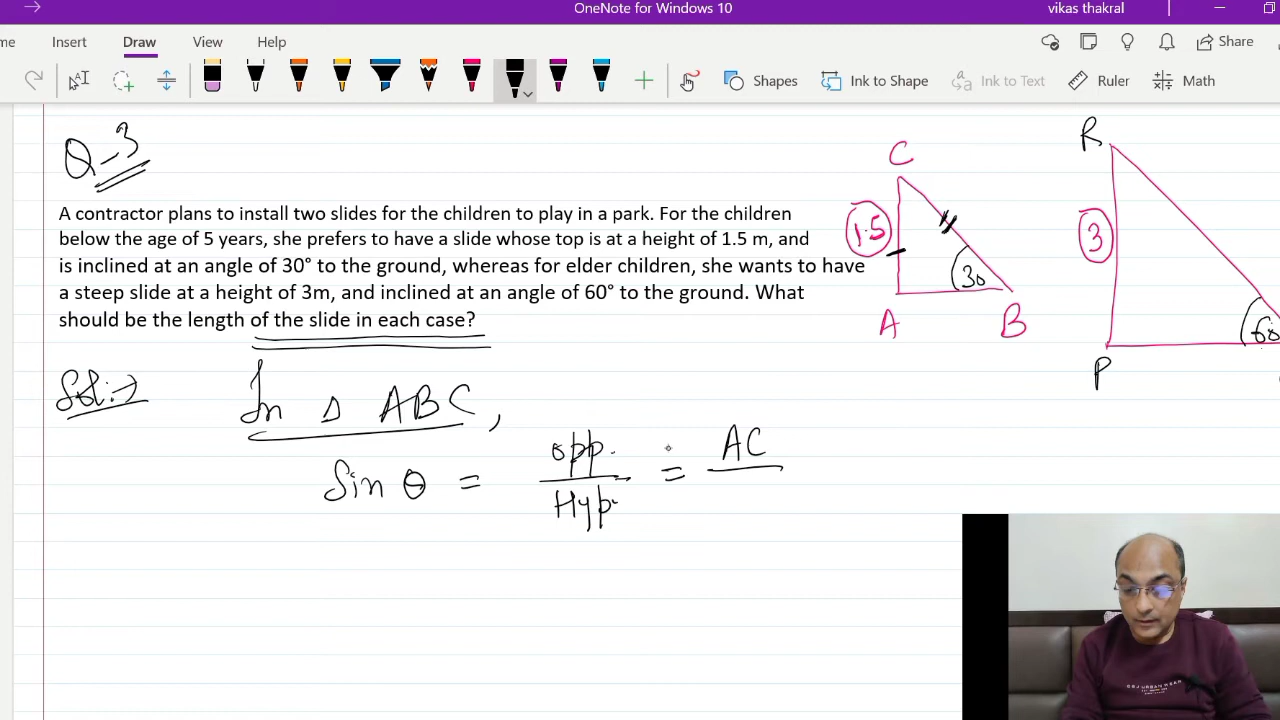 OneNote for Windows 10
vikas thakral
me Insert Draw View Help
Share
Shapes Ink to Shape Ink to Text Ruler Math
Q-3
A contractor plans to install two slides for the children to play in a park. For the children
below the age of 5 years, she prefers to have a slide whose top is at a height of 1.5 m, and
is inclined at an angle of 30° to the ground, whereas for elder children, she wants to have
a steep slide at a height of 3m, and inclined at an angle of 60° to the ground. What
should be the length of the slide in each case?
C
1.5
30
A B
R
3
60
P
Sol:→ In Δ ABC,
Sin θ = opp. = AC
Hyp.